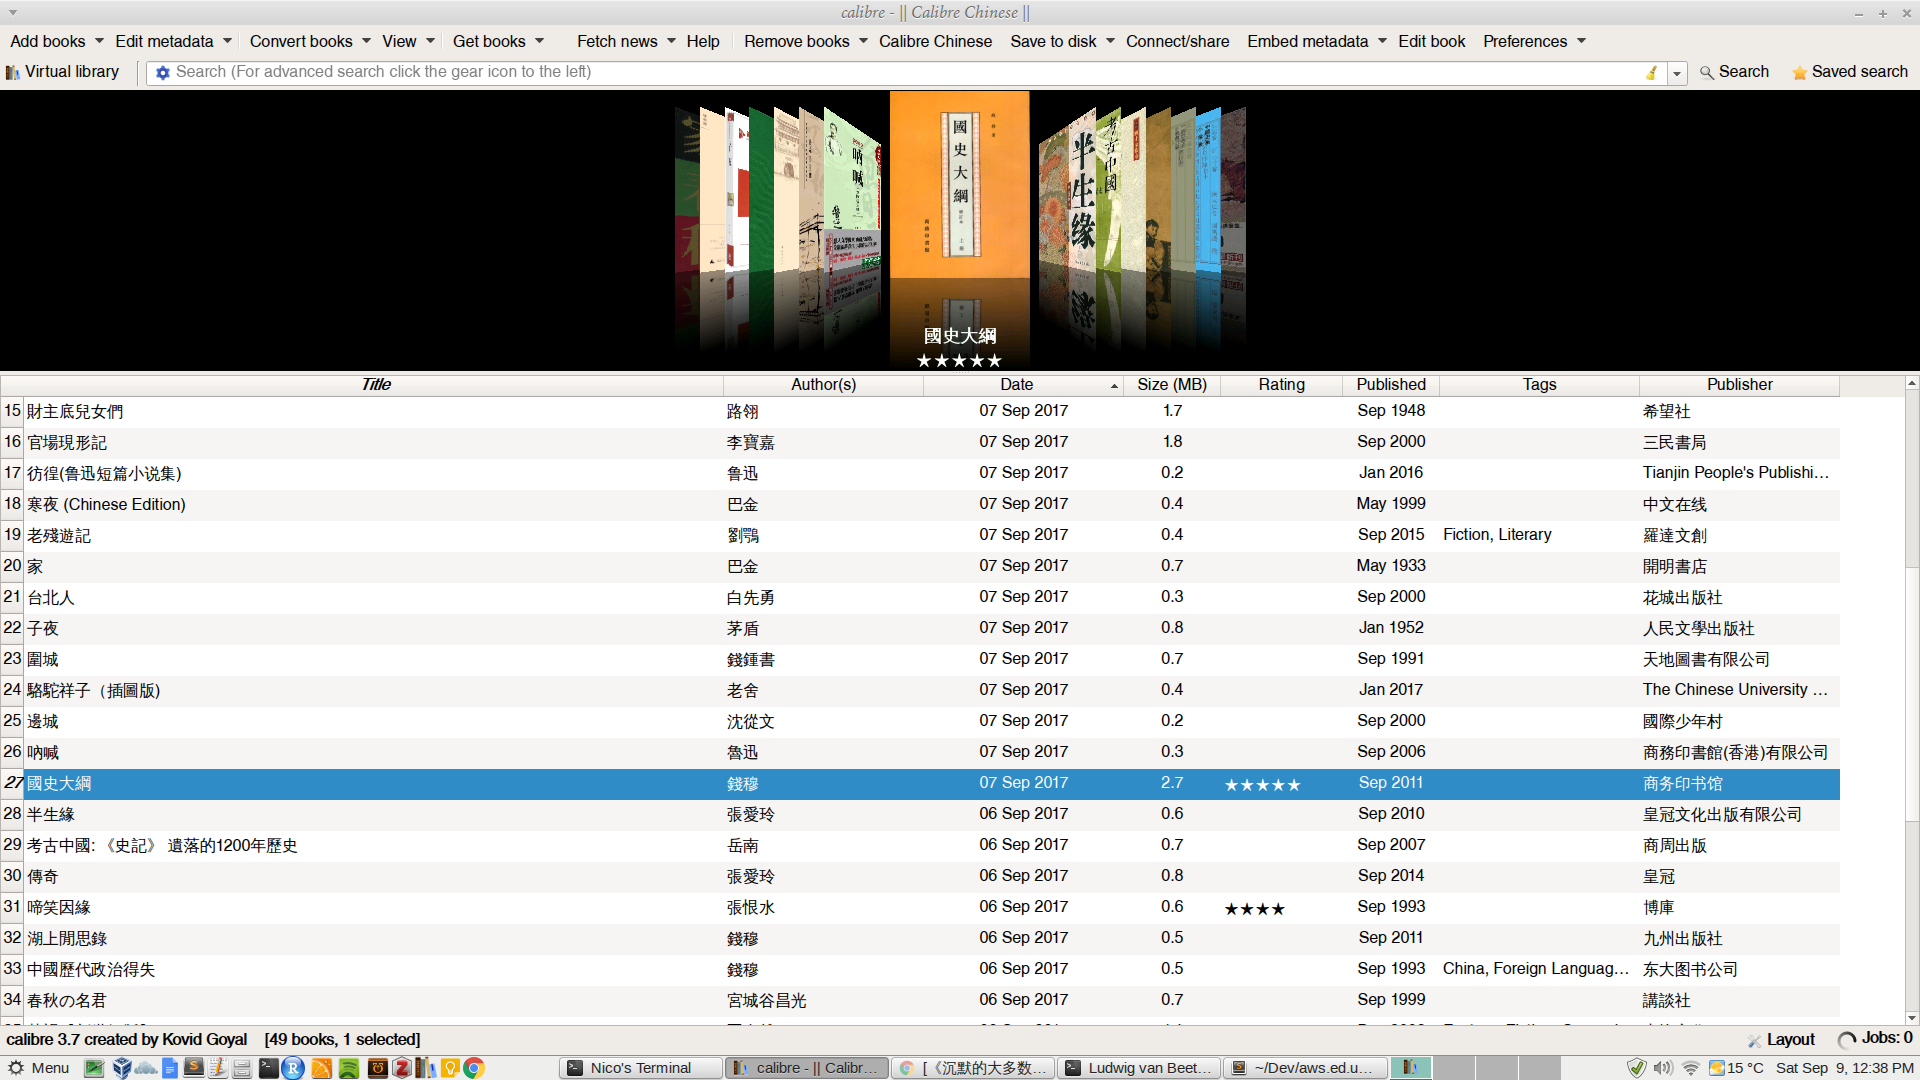 calibre - || Calibre Chinese ||
Add books Edit metadata Convert books View Get books Fetch news Help Remove books Calibre Chinese Save to disk Connect/share Embed metadata Edit book Preferences
Virtual library Search (For advanced search click the gear icon to the left) Search Saved search
國史大綱
半生缘
考古中國
吶喊
國史大綱
★★★★★
Title Author(s) Date Size (MB) Rating Published Tags Publisher
15 財主底兒女們 路翎 07 Sep 2017 1.7 Sep 1948 希望社
16 官場現形記 李寶嘉 07 Sep 2017 1.8 Sep 2000 三民書局
17 彷徨(鲁迅短篇小说集) 鲁迅 07 Sep 2017 0.2 Jan 2016 Tianjin People's Publishi...
18 寒夜 (Chinese Edition) 巴金 07 Sep 2017 0.4 May 1999 中文在线
19 老殘遊記 劉鶚 07 Sep 2017 0.4 Sep 2015 Fiction, Literary 羅達文創
20 家 巴金 07 Sep 2017 0.7 May 1933 開明書店
21 台北人 白先勇 07 Sep 2017 0.3 Sep 2000 花城出版社
22 子夜 茅盾 07 Sep 2017 0.8 Jan 1952 人民文學出版社
23 圍城 錢鍾書 07 Sep 2017 0.7 Sep 1991 天地圖書有限公司
24 駱駝祥子（插圖版) 老舍 07 Sep 2017 0.4 Jan 2017 The Chinese University ...
25 邊城 沈從文 07 Sep 2017 0.2 Sep 2000 國際少年村
26 吶喊 魯迅 07 Sep 2017 0.3 Sep 2006 商務印書館(香港)有限公司
27 國史大綱 錢穆 07 Sep 2017 2.7 ★★★★★ Sep 2011 商务印书馆
28 半生緣 張愛玲 06 Sep 2017 0.6 Sep 2010 皇冠文化出版有限公司
29 考古中國: 《史記》 遺落的1200年歷史 岳南 06 Sep 2017 0.7 Sep 2007 商周出版
30 傳奇 張愛玲 06 Sep 2017 0.8 Sep 2014 皇冠
31 啼笑因緣 張恨水 06 Sep 2017 0.6 ★★★★ Sep 1993 博庫
32 湖上閒思錄 錢穆 06 Sep 2017 0.5 Sep 2011 九州出版社
33 中國歷代政治得失 錢穆 06 Sep 2017 0.5 Sep 1993 China, Foreign Languag... 东大图书公司
34 春秋の名君 宮城谷昌光 06 Sep 2017 0.7 Sep 1999 講談社
calibre 3.7 created by Kovid Goyal [49 books, 1 selected] Layout Jobs: 0
Menu Nico's Terminal calibre - || Calibr... [《沉默的大多数... Ludwig van Beet... ~/Dev/aws.ed.u... 15 °C Sat Sep 9, 12:38 PM